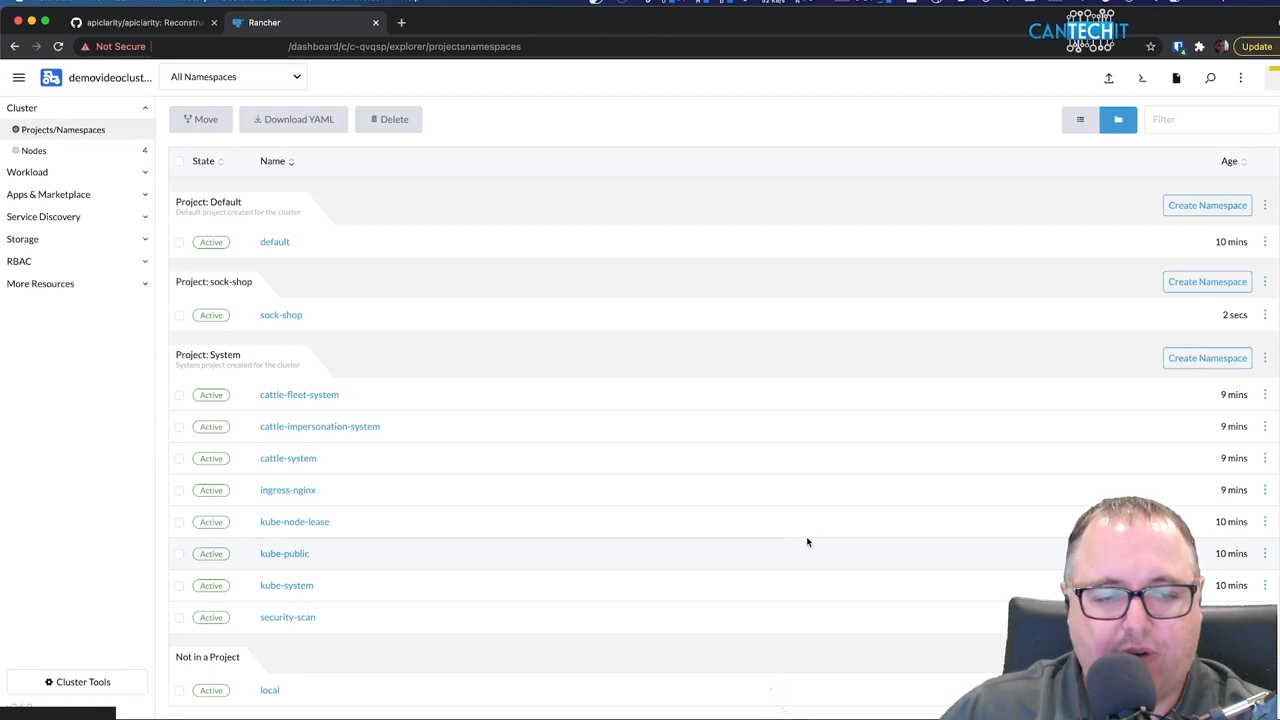 apiclarity/apiclarity: Reconstru
Rancher
CANTECHIT
Not Secure
/dashboard/c/c-qvqsp/explorer/projectsnamespaces
Update
demovideoclust...
All Namespaces
Cluster
Projects/Namespaces
Nodes 4
Workload
Apps & Marketplace
Service Discovery
Storage
RBAC
More Resources
Cluster Tools
Move
Download YAML
Delete
Filter
State
Name
Age
Project: Default
Default project created for the cluster
Create Namespace
Active default 10 mins
Project: sock-shop
Create Namespace
Active sock-shop 2 secs
Project: System
System project created for the cluster
Create Namespace
Active cattle-fleet-system 9 mins
Active cattle-impersonation-system 9 mins
Active cattle-system 9 mins
Active ingress-nginx 9 mins
Active kube-node-lease 10 mins
Active kube-public 10 mins
Active kube-system 10 mins
Active security-scan
Not in a Project
Active local